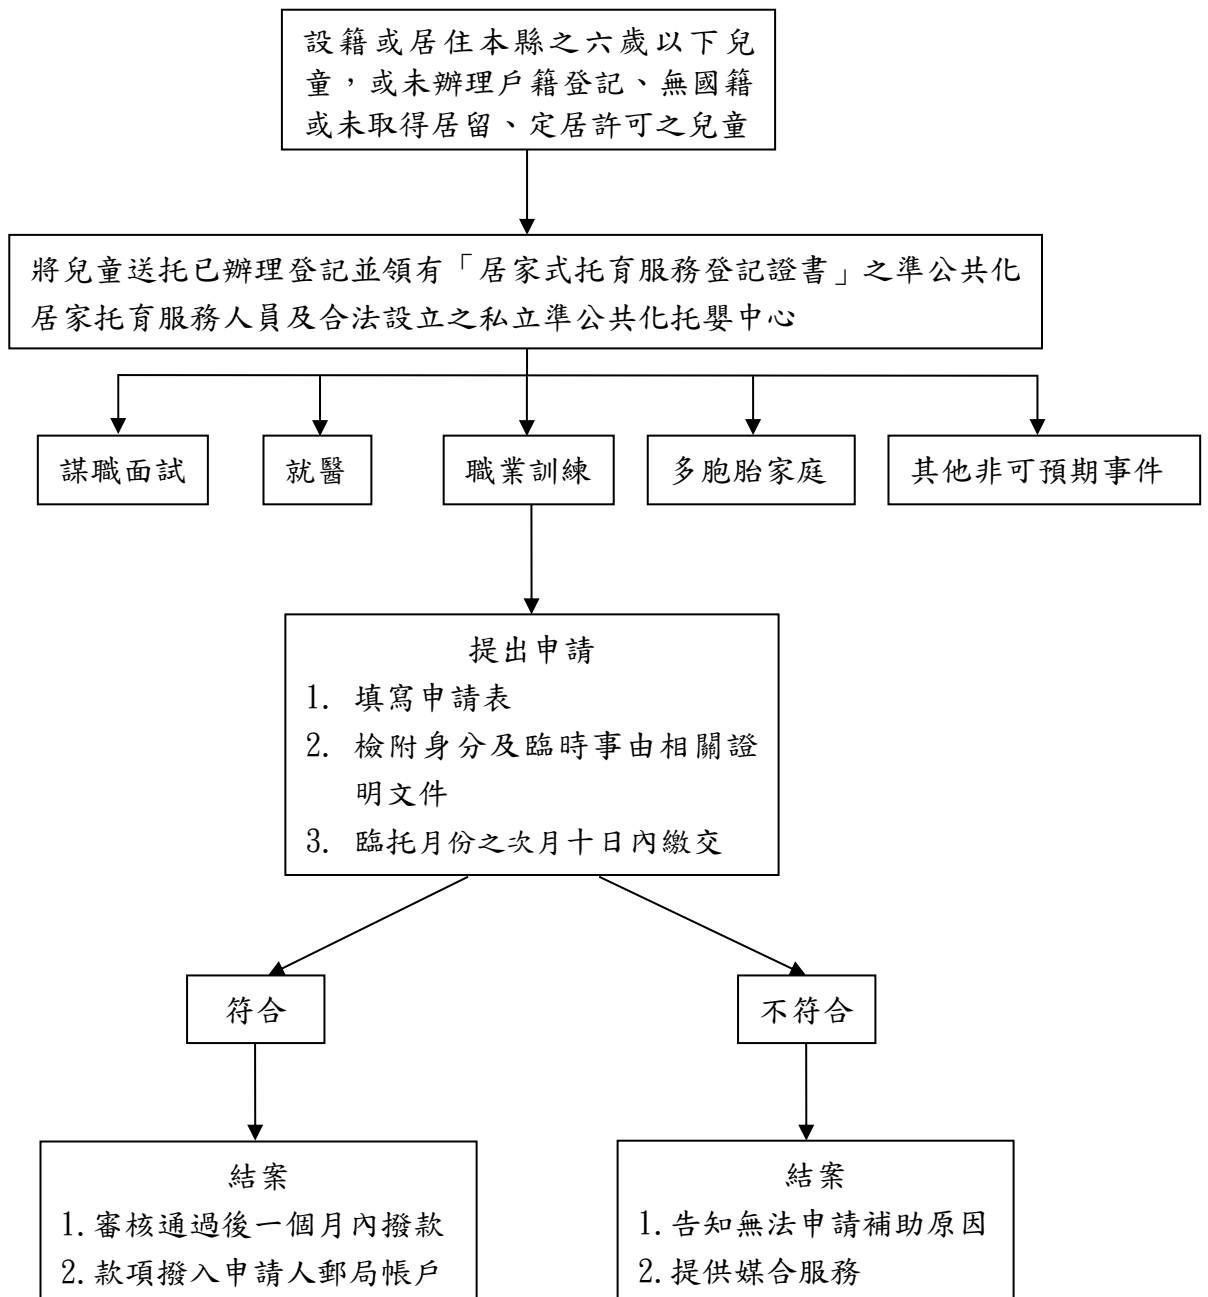 設籍或居住本縣之六歲以下兒
童，或未辦理戶籍登記、無國籍
或未取得居留、定居許可之兒童
將兒童送托已辦理登記並領有「居家式托育服務登記證書」之準公共化
居家托育服務人員及合法設立之私立準公共化托嬰中心
謀職面試
就醫
職業訓練
多胞胎家庭
其他非可預期事件
提出申請
1. 填寫申請表
2. 檢附身分及臨時事由相關證
明文件
3. 臨托月份之次月十日內繳交
符合
不符合
結案
1.審核通過後一個月內撥款
2.款項撥入申請人郵局帳戶
結案
1.告知無法申請補助原因
2.提供媒合服務